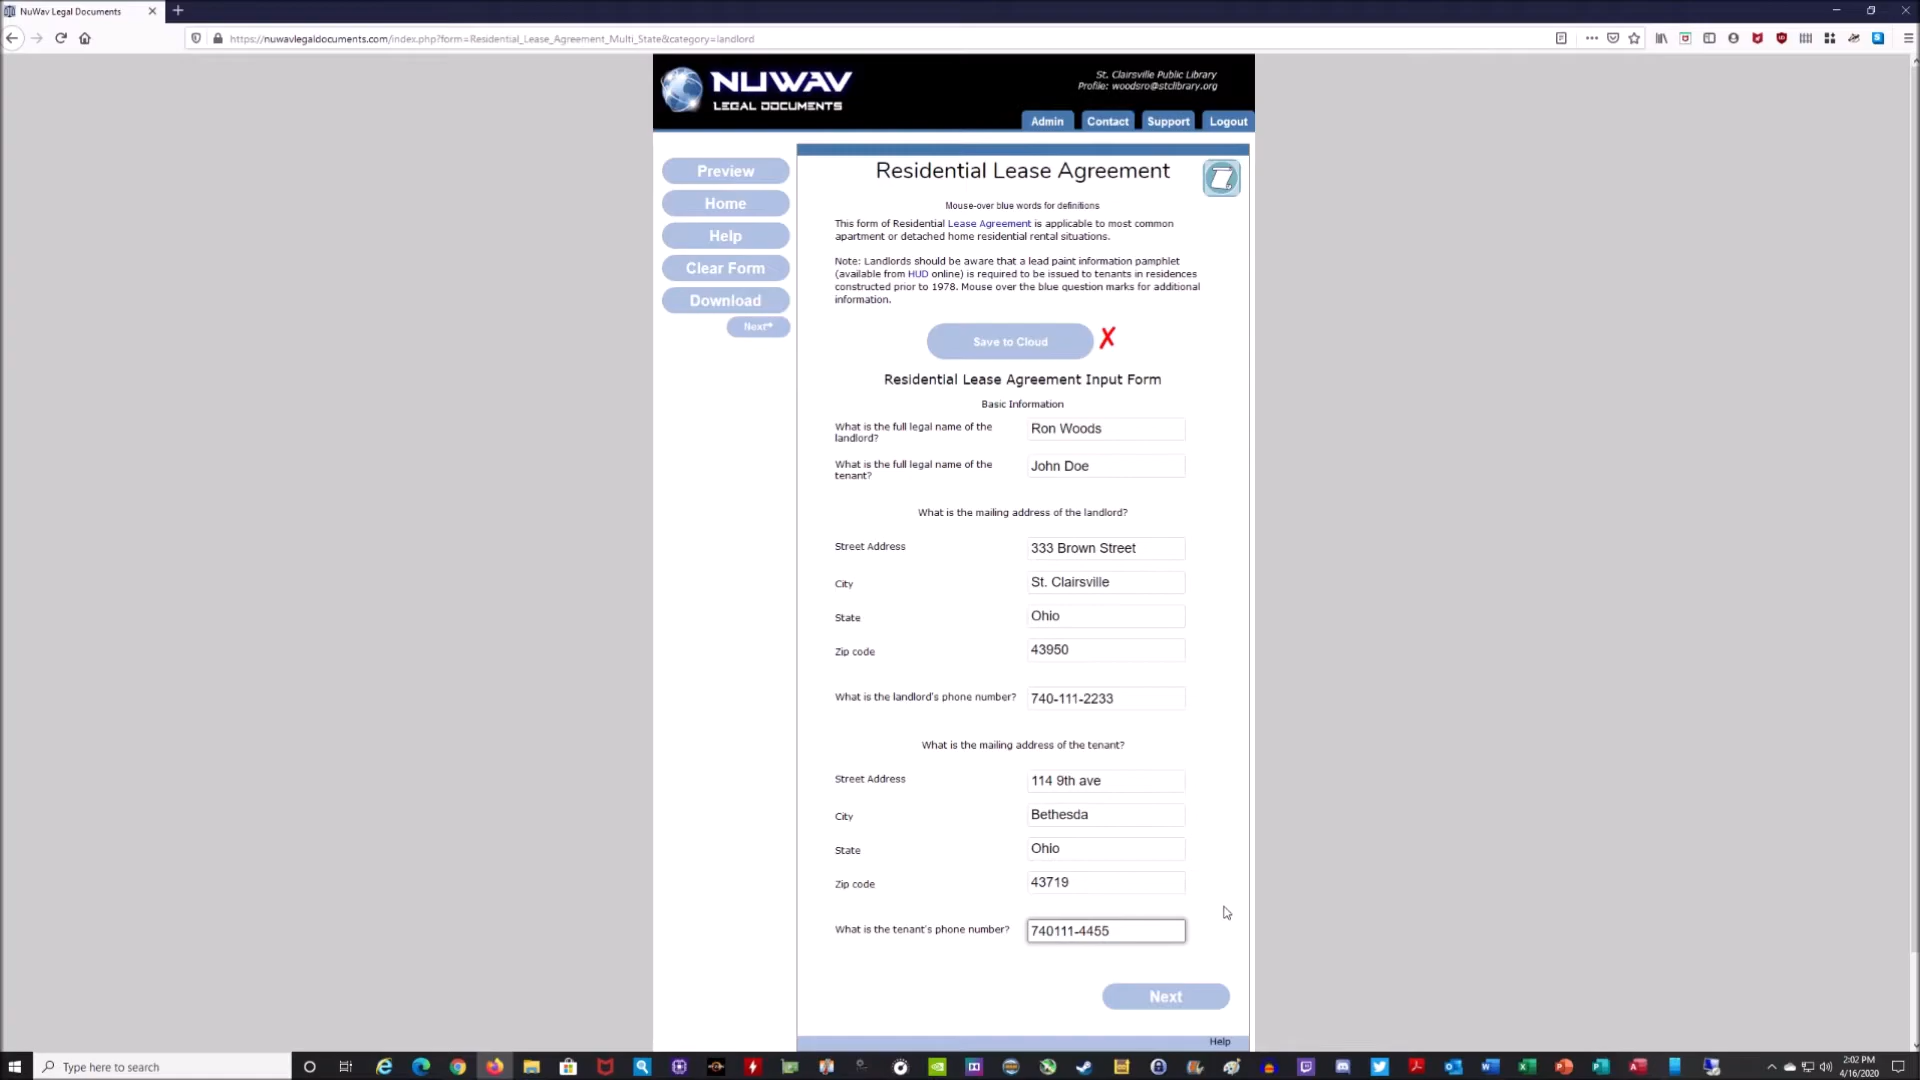 NuWav Legal Documents
https://nuwavlegaldocuments.com/index.php?form=Residential_Lease_Agreement_Multi_State&category=landlord
NUWAV
LEGAL DOCUMENTS
St. Clairsville Public Library
Profile: woodsro@stclibrary.org
Admin
Contact
Support
Logout
Preview
Home
Help
Clear Form
Download
Next
Residential Lease Agreement
Mouse-over blue words for definitions
This form of Residential Lease Agreement is applicable to most common
apartment or detached home residential rental situations.
Note: Landlords should be aware that a lead paint information pamphlet
(available from HUD online) is required to be issued to tenants in residences
constructed prior to 1978. Mouse over the blue question marks for additional
information.
Save to Cloud
✗
Residential Lease Agreement Input Form
Basic Information
What is the full legal name of the
landlord?
Ron Woods
What is the full legal name of the
tenant?
John Doe
What is the mailing address of the landlord?
Street Address
333 Brown Street
City
St. Clairsville
State
Ohio
Zip code
43950
What is the landlord's phone number?
740-111-2233
What is the mailing address of the tenant?
Street Address
114 9th ave
City
Bethesda
State
Ohio
Zip code
43719
What is the tenant's phone number?
740111-4455
Next
Help
Type here to search
2:02 PM
4/16/2020